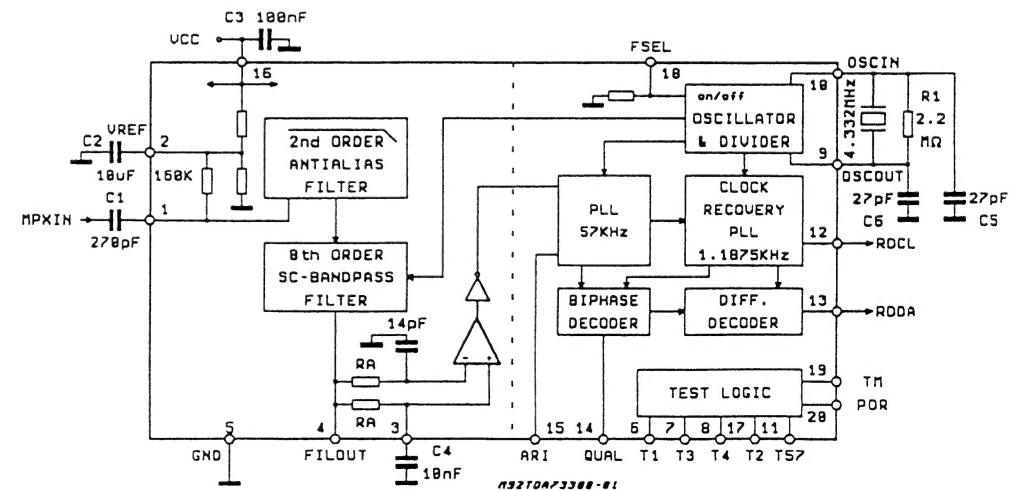 C3 100nF
VCC
16
FSEL
18
OSCIN
10
on/off
OSCILLATOR
& DIVIDER
4.332MHz
R1
2.2
MΩ
9
OSCOUT
27pF
C6
27pF
C5
C2
VREF
2
10uF
160K
2nd ORDER
ANTIALIAS
FILTER
C1
MPXIN
1
270pF
PLL
57KHz
CLOCK
RECOVERY
PLL
1.1875KHz
12
RDCL
8th ORDER
SC-BANDPASS
FILTER
BIPHASE
DECODER
DIFF.
DECODER
13
RDDA
14pF
- +
RA
RA
TEST LOGIC
19
TM
20
POR
5
4
3
15
14
6
7
8
17
11
GND
FILOUT
C4
10nF
ARI
QUAL
T1
T3
T4
T2
T57
M92TDA7330B-01